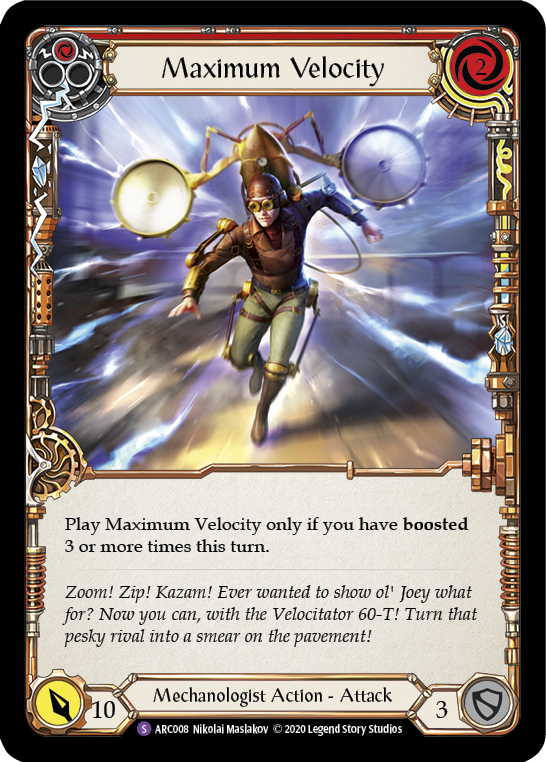 Maximum Velocity
2
Play Maximum Velocity only if you have boosted
3 or more times this turn.
Zoom! Zip! Kazam! Ever wanted to show ol' Joey what
for? Now you can, with the Velocitator 60-T! Turn that
pesky rival into a smear on the pavement!
10
Mechanologist Action - Attack
3
S ARC008 Nikolai Maslakov © 2020 Legend Story Studios